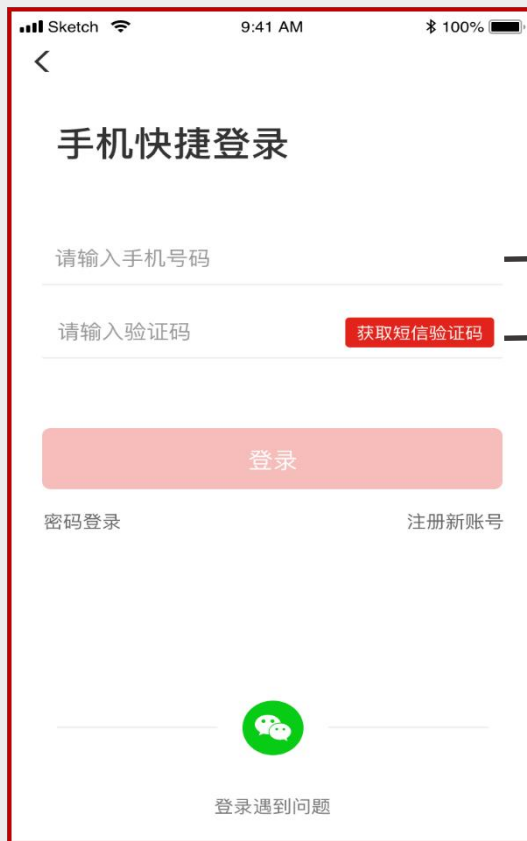 Sketch 9:41 AM 100%
手机快捷登录
请输入手机号码
请输入验证码 获取短信验证码
登录
密码登录 注册新账号
登录遇到问题